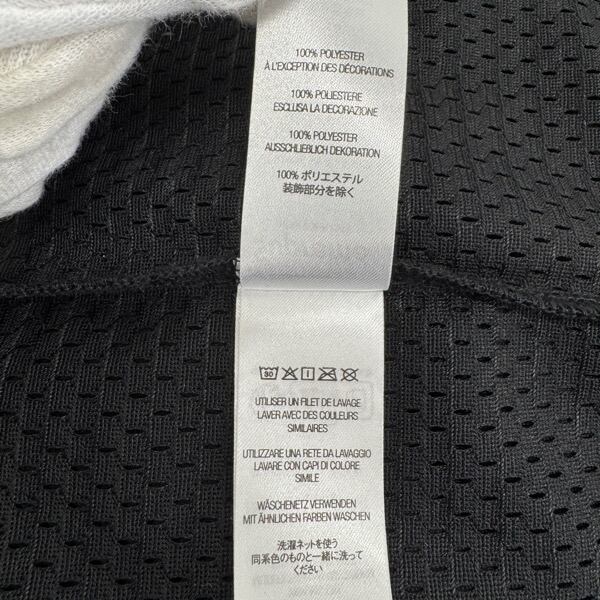 100% POLYESTER
À L'EXCEPTION DES DÉCORATIONS
100% POLIESTERE
ESCLUSA LA DECORAZIONE
100% POLYESTER
AUSSCHLIEBLICH DEKORATION
100% ポリエステル
装飾部分を除く
30
UTILISER UN FILET DE LAVAGE
LAVER AVEC DES COULEURS
SIMILAIRES
UTILIZZARE UNA RETE DA LAVAGGIO
LAVARE CON CAPI DI COLORE
SIMILE
WÄSCHENETZ VERWENDEN
MIT ÄHNLICHEN FARBEN WASCHEN
洗濯ネットを使う
同系色のものと一緒に洗って
ください